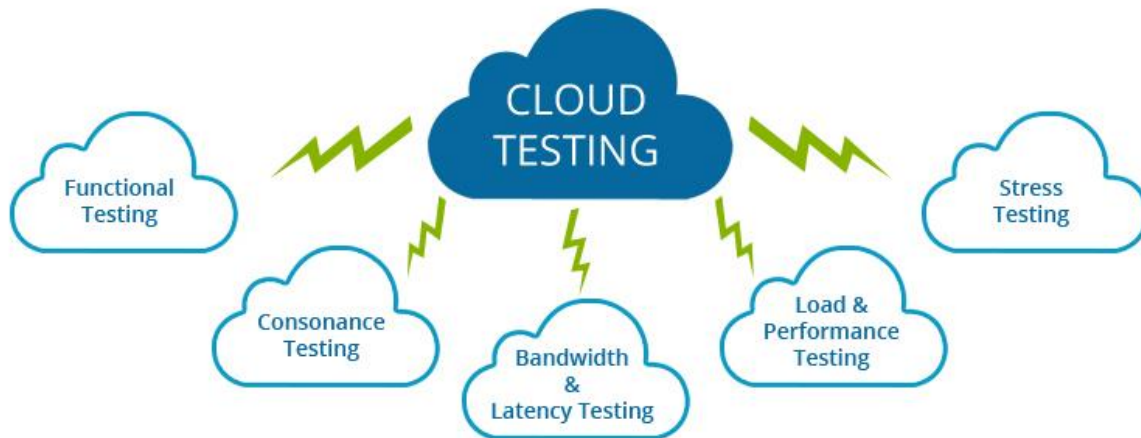 CLOUD
TESTING
Functional
Testing
Consonance
Testing
Bandwidth
&
Latency Testing
Load &
Performance
Testing
Stress
Testing